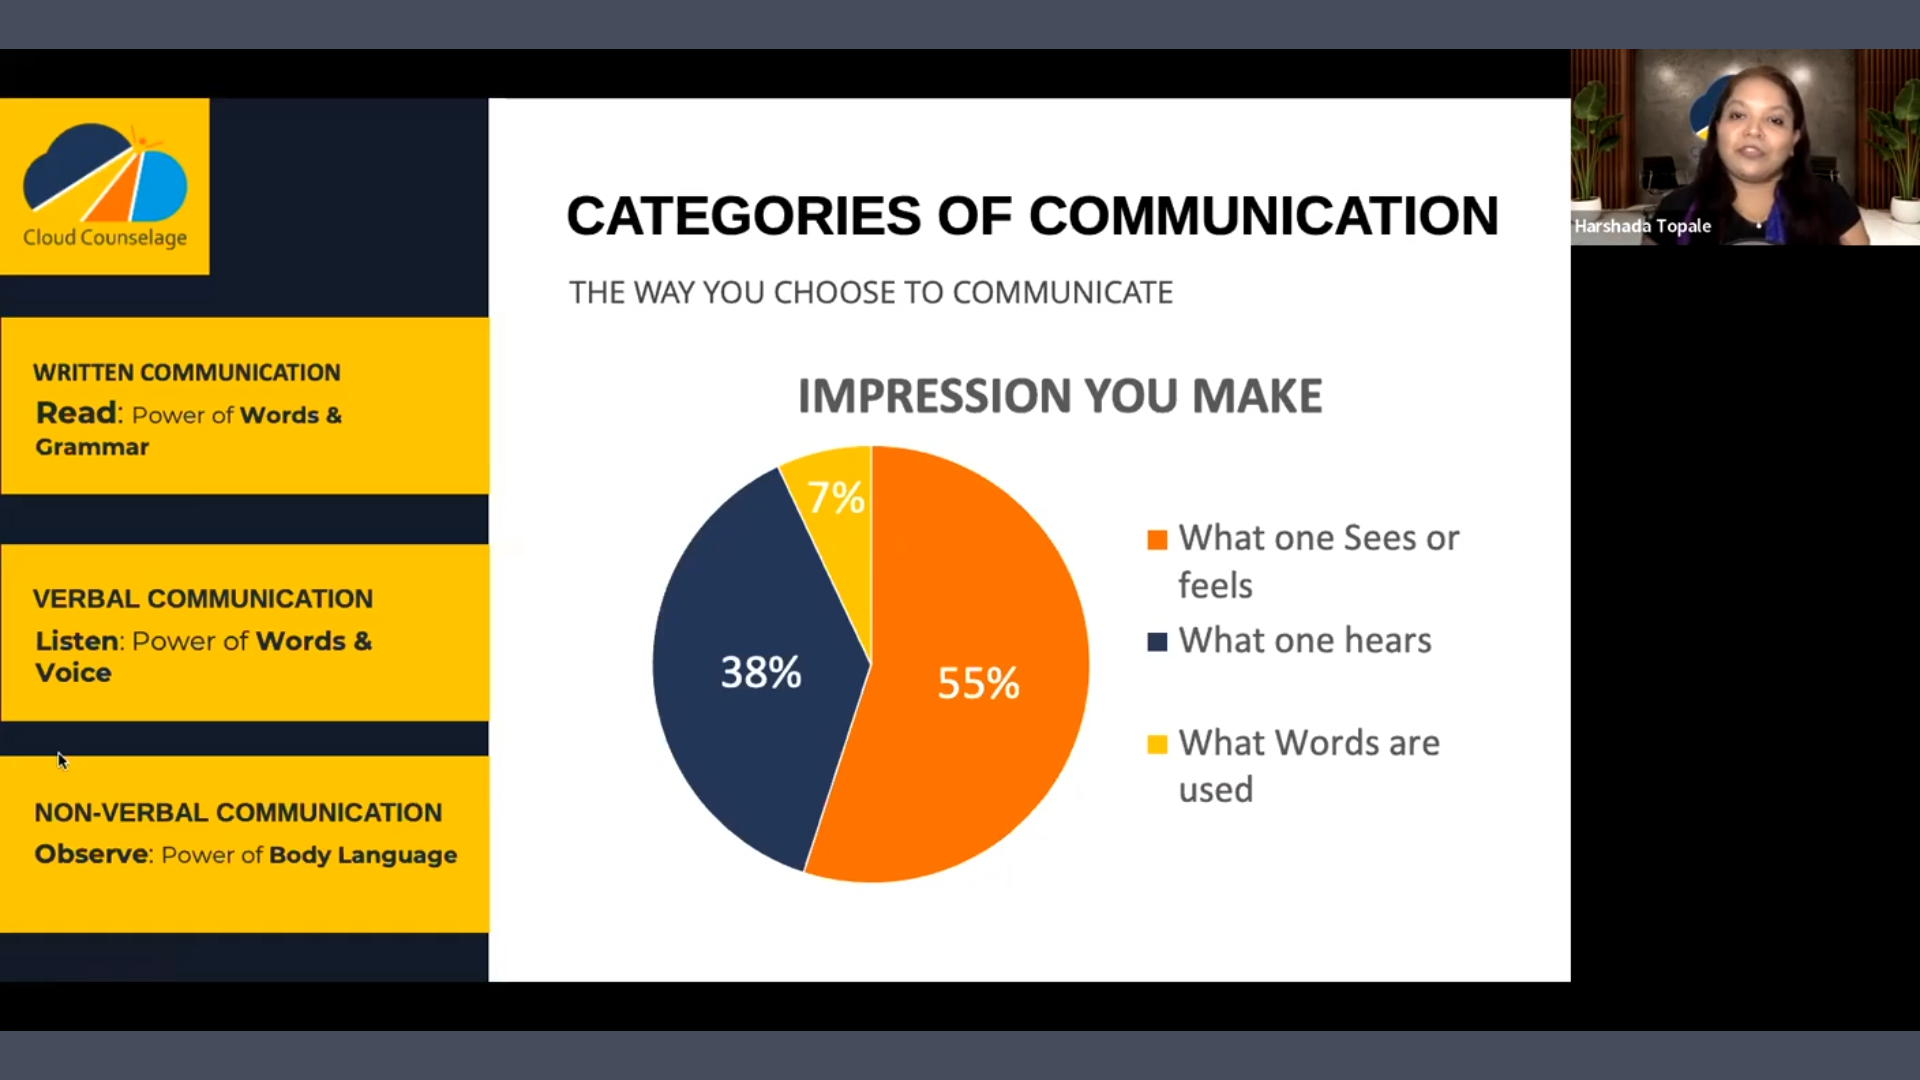 Cloud Counselage
WRITTEN COMMUNICATION
Read: Power of Words &
Grammar
VERBAL COMMUNICATION
Listen: Power of Words &
Voice
NON-VERBAL COMMUNICATION
Observe: Power of Body Language
CATEGORIES OF COMMUNICATION
THE WAY YOU CHOOSE TO COMMUNICATE
IMPRESSION YOU MAKE
7%
38%
55%
What one Sees or
feels
What one hears
What Words are
used
Harshada Topale